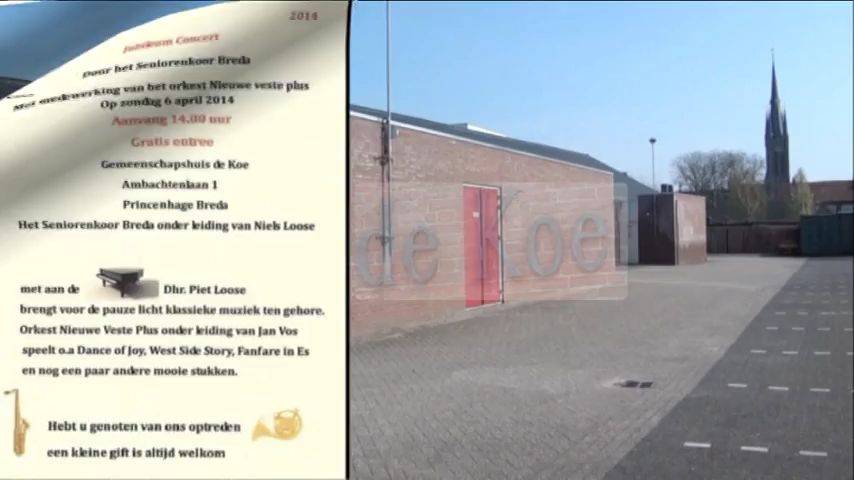 2014
Jubileum Concert
Door het Seniorenkoor Breda
Met medewerking van het orkest Nieuwe veste plus
Op zondag 6 april 2014
Aanvang 14.00 uur
Gratis entree
Gemeenschapshuis de Koe
Ambachtenlaan 1
Princenhage Breda
Het Seniorenkoor Breda onder leiding van Niels Loose
met aan de Dhr. Piet Loose
brengt voor de pauze licht klassieke muziek ten gehore.
Orkest Nieuwe Veste Plus onder leiding van Jan Vos
speelt o.a Dance of Joy, West Side Story, Fanfare in Es
en nog een paar andere mooie stukken.
Hebt u genoten van ons optreden
een kleine gift is altijd welkom
de Koe